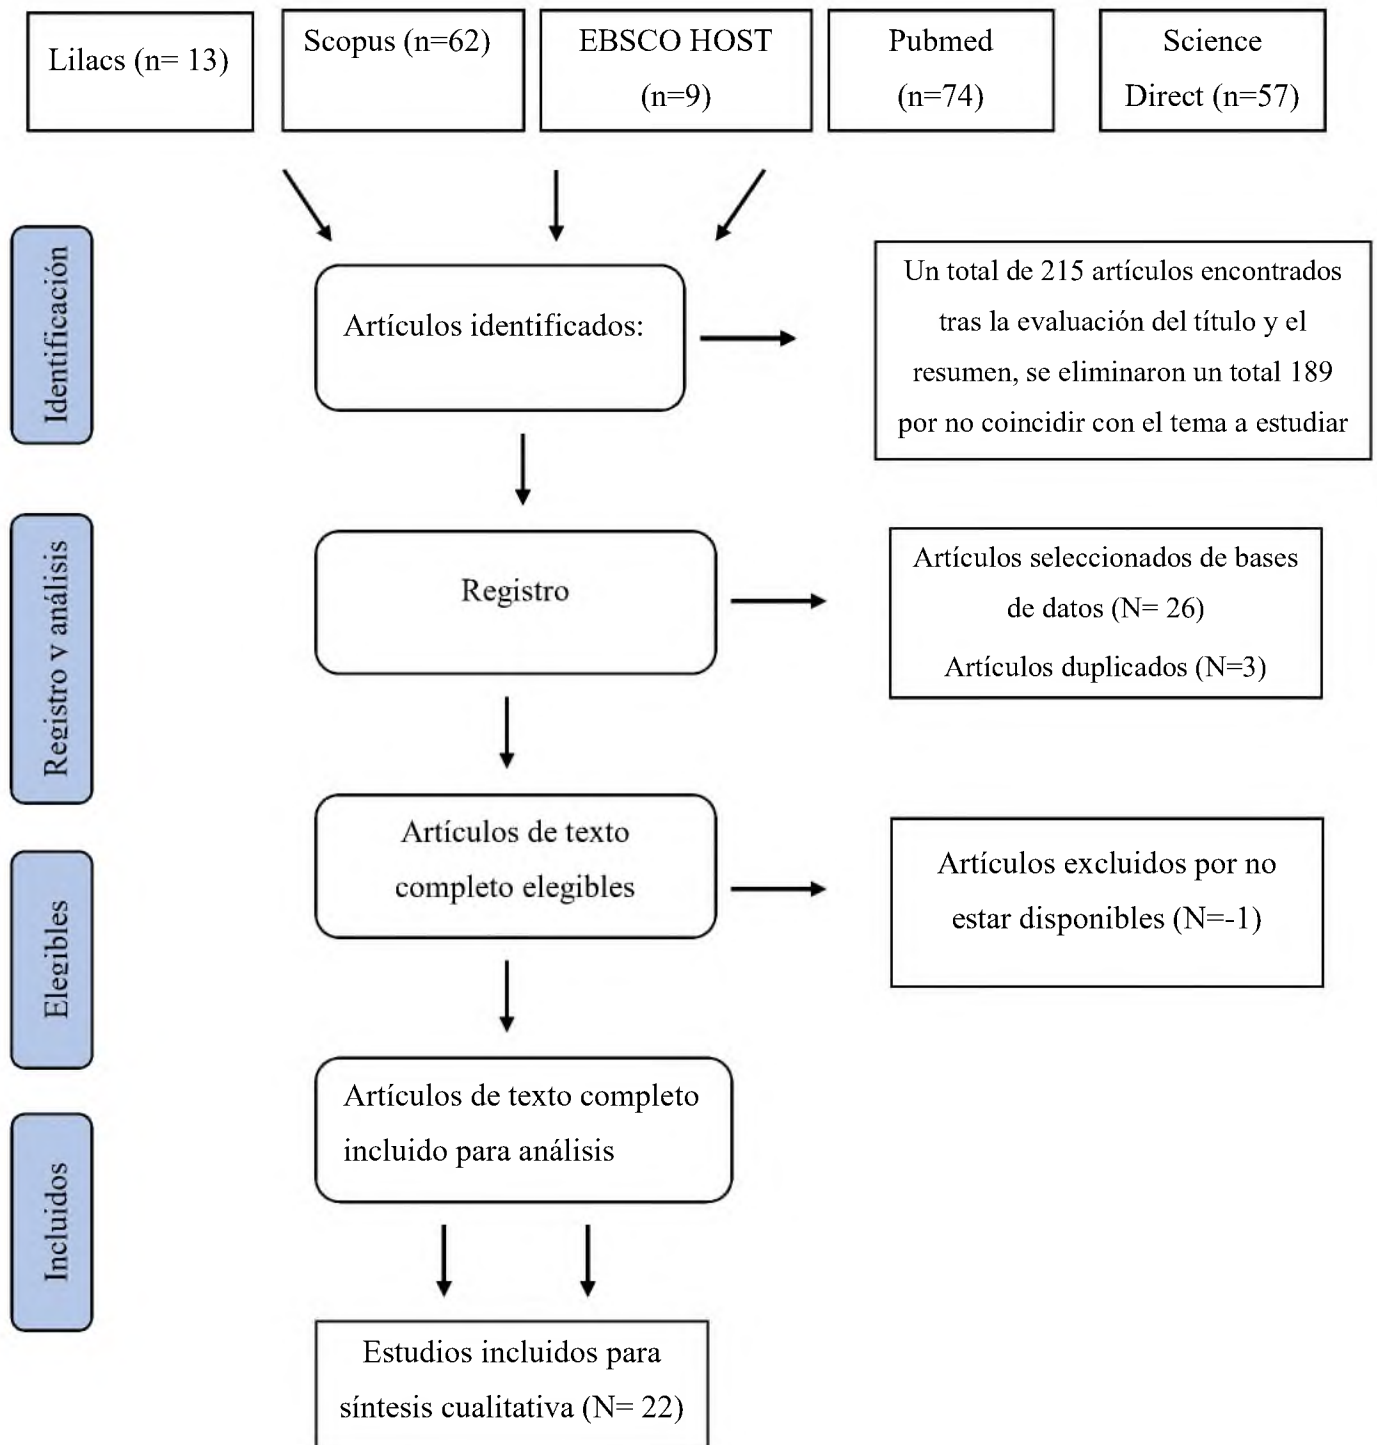 Lilacs (n= 13)
Scopus (n=62)
EBSCO HOST
(n=9)
Pubmed
(n=74)
Science
Direct (n=57)
Identificación
Artículos identificados:
Un total de 215 artículos encontrados
tras la evaluación del título y el
resumen, se eliminaron un total 189
por no coincidir con el tema a estudiar
Registro v análisis
Registro
Artículos seleccionados de bases
de datos (N= 26)
Artículos duplicados (N=3)
Elegibles
Artículos de texto
completo elegibles
Artículos excluidos por no
estar disponibles (N=-1)
Incluidos
Artículos de texto completo
incluido para análisis
Estudios incluidos para
síntesis cualitativa (N= 22)